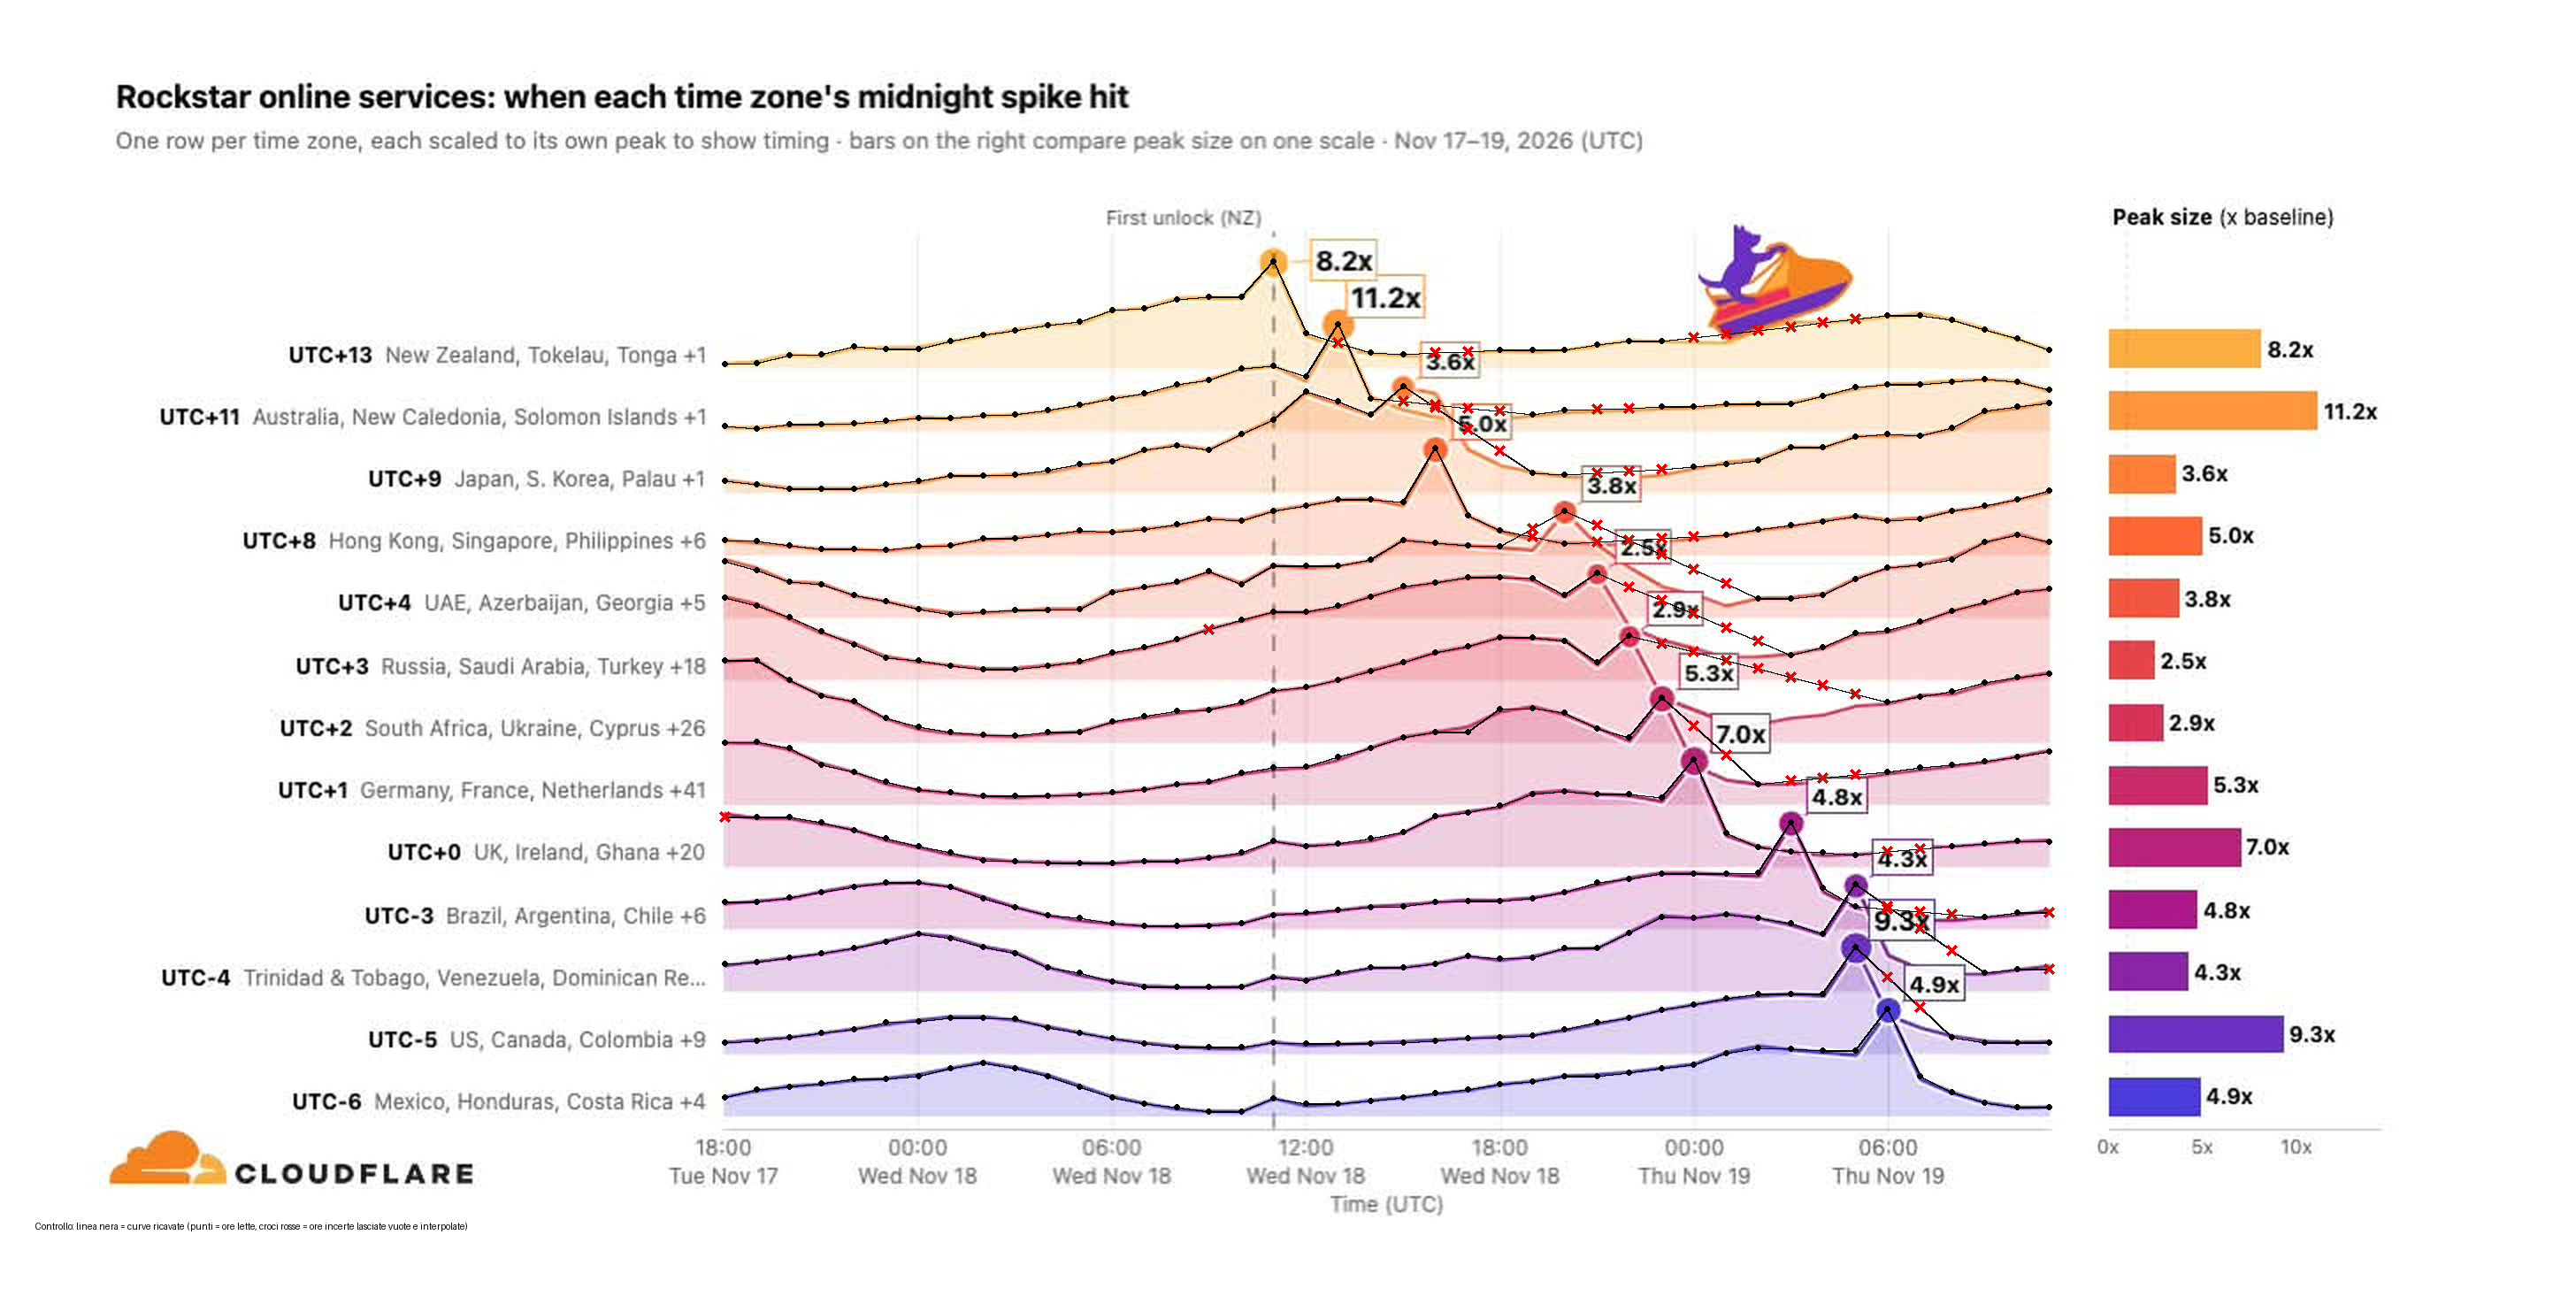 Rockstar online services: when each time zone's midnight spike hit
One row per time zone, each scaled to its own peak to show timing · bars on the right compare peak size on one scale · Nov 17–19, 2026 (UTC)
First unlock (NZ)
Peak size (x baseline)
8.2x
11.2x
UTC+13 New Zealand, Tokelau, Tonga +1
3.6x
8.2x
UTC+11 Australia, New Caledonia, Solomon Islands +1
5.0x
11.2x
UTC+9 Japan, S. Korea, Palau +1
3.8x
3.6x
UTC+8 Hong Kong, Singapore, Philippines +6
2.5x
5.0x
UTC+4 UAE, Azerbaijan, Georgia +5
2.9x
3.8x
UTC+3 Russia, Saudi Arabia, Turkey +18
5.3x
2.5x
UTC+2 South Africa, Ukraine, Cyprus +26
7.0x
2.9x
UTC+1 Germany, France, Netherlands +41
4.8x
5.3x
UTC+0 UK, Ireland, Ghana +20
4.3x
7.0x
UTC-3 Brazil, Argentina, Chile +6
9.3x
4.8x
UTC-4 Trinidad & Tobago, Venezuela, Dominican Re...
4.9x
4.3x
UTC-5 US, Canada, Colombia +9
9.3x
UTC-6 Mexico, Honduras, Costa Rica +4
4.9x
18:00 00:00 06:00 12:00 18:00 00:00 06:00
Tue Nov 17 Wed Nov 18 Wed Nov 18 Wed Nov 18 Wed Nov 18 Thu Nov 19 Thu Nov 19
0x 5x 10x
Time (UTC)
CLOUDFLARE
Controllo: linea nera = curve ricavate (punti = ore lette, croci rosse = ore incerte lasciate vuote e interpolate)